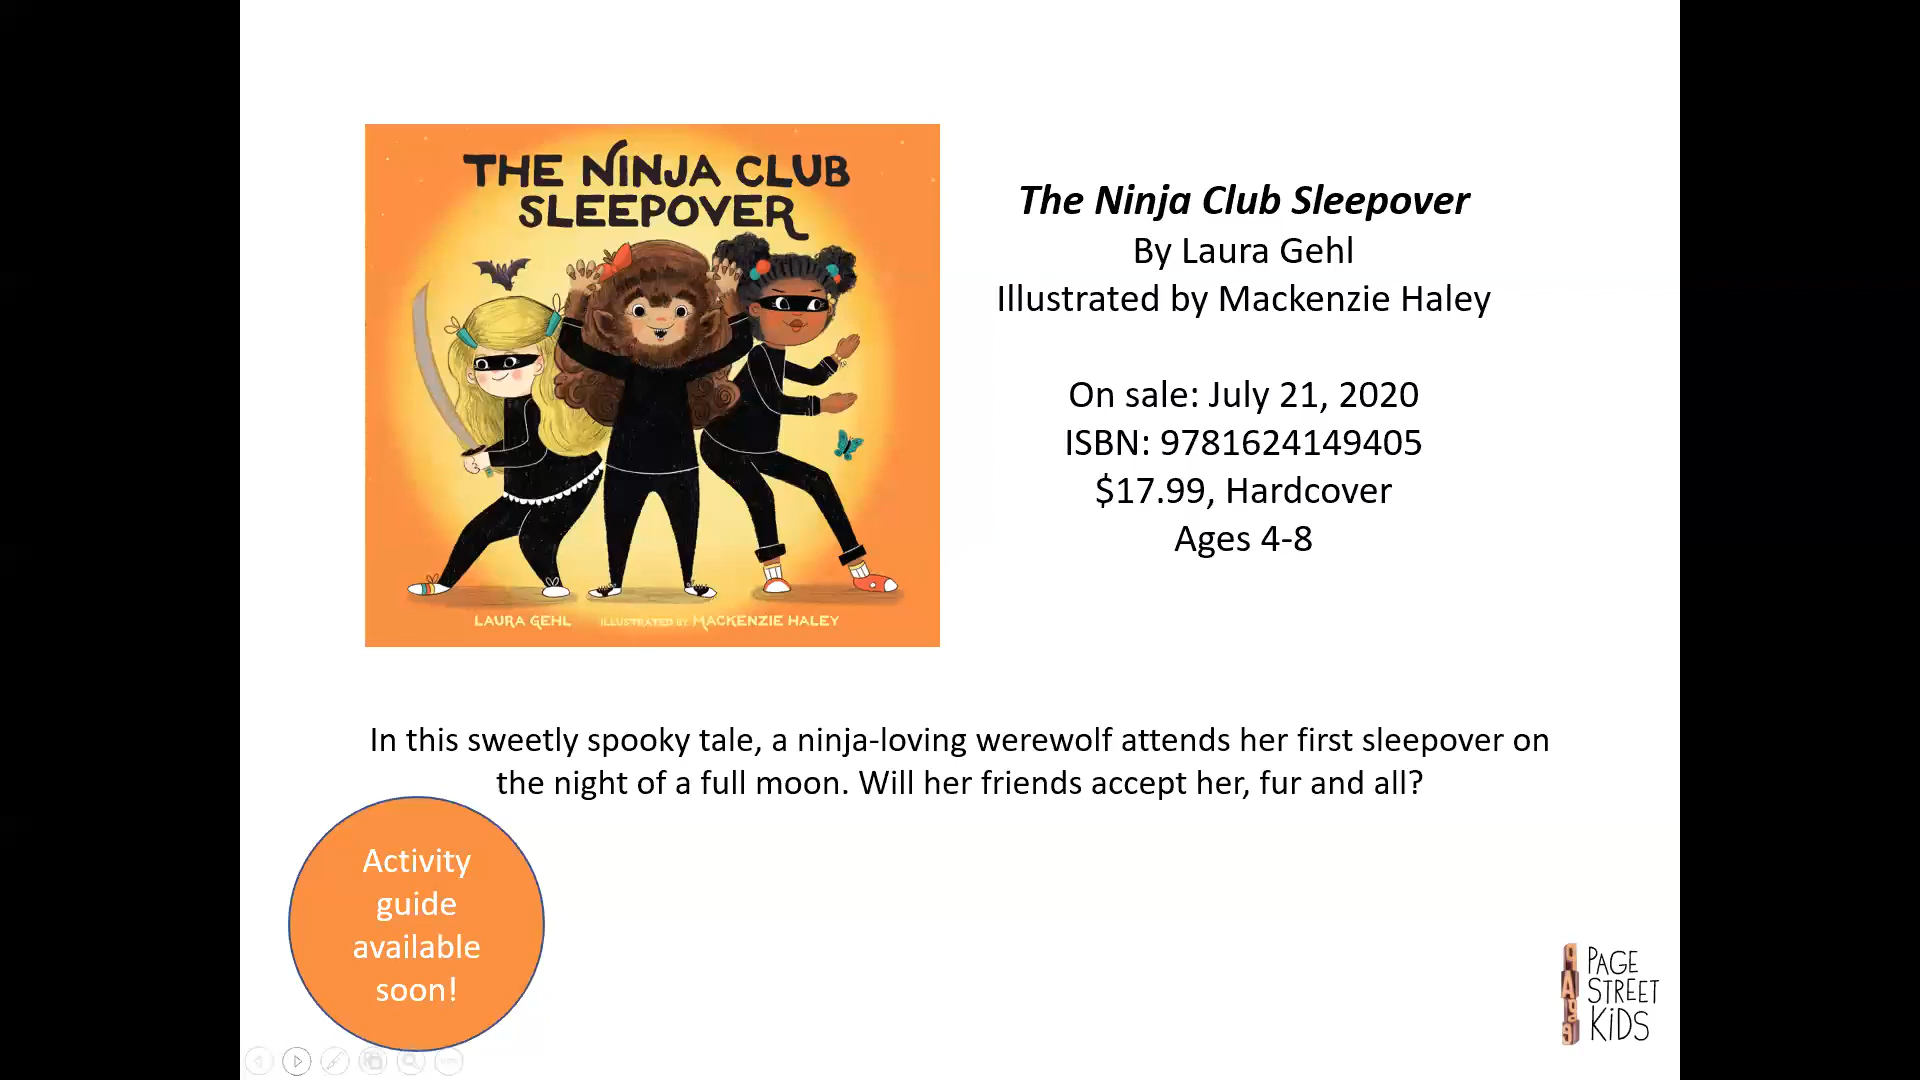 THE NINJA CLUB
SLEEPOVER
LAURA GEHL ILLUSTRATED BY MACKENZIE HALEY
The Ninja Club Sleepover
By Laura Gehl
Illustrated by Mackenzie Haley
On sale: July 21, 2020
ISBN: 9781624149405
$17.99, Hardcover
Ages 4-8
In this sweetly spooky tale, a ninja-loving werewolf attends her first sleepover on
the night of a full moon. Will her friends accept her, fur and all?
Activity
guide
available
soon!
PAGE
STREET
KiDS